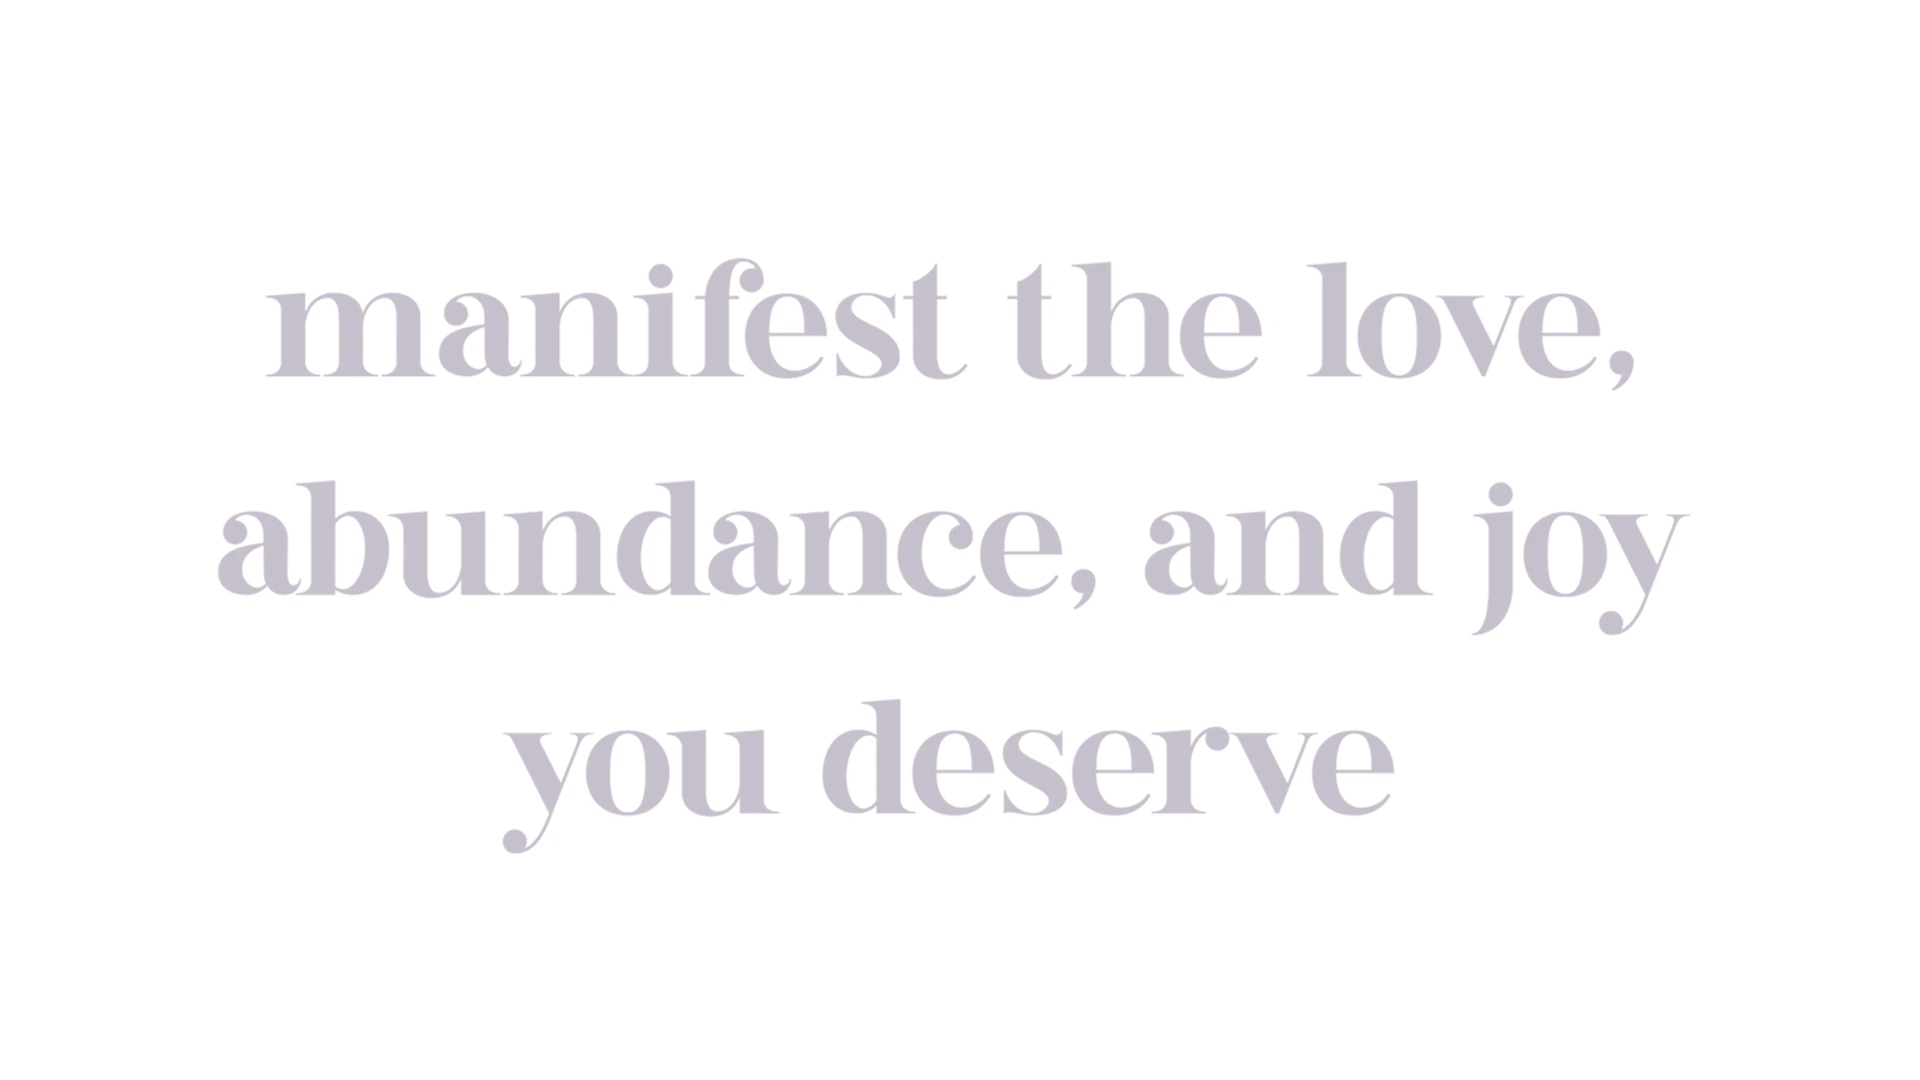 manifest the love,
abundance, and joy
you deserve